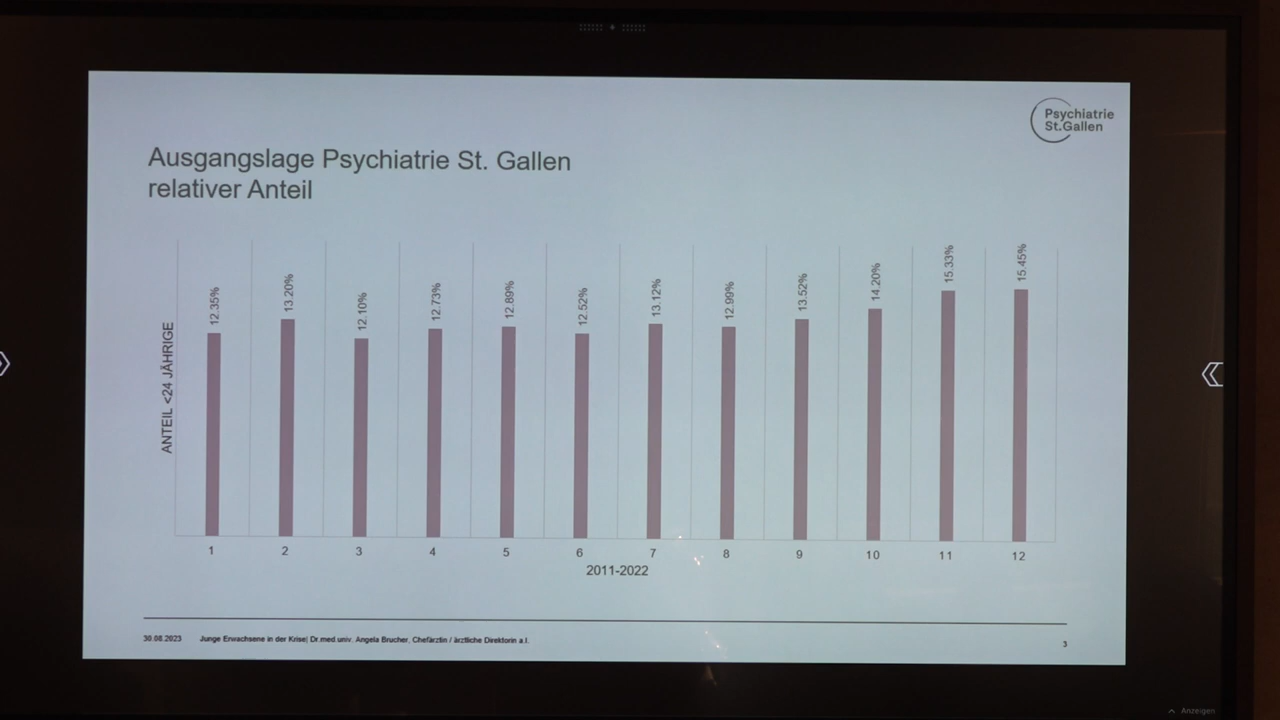 Psychiatrie
St.Gallen
Ausgangslage Psychiatrie St. Gallen
relativer Anteil
ANTEIL <24 JÄHRIGE
12.35%
13.20%
12.10%
12.73%
12.89%
12.52%
13.12%
12.99%
13.52%
14.20%
15.33%
15.45%
1 2 3 4 5 6 7 8 9 10 11 12
2011-2022
30.08.2023 Junge Erwachsene in der Krise| Dr.med.univ. Angela Brucher, Chefärztin / ärztliche Direktorin a.I. 3
Anzeigen